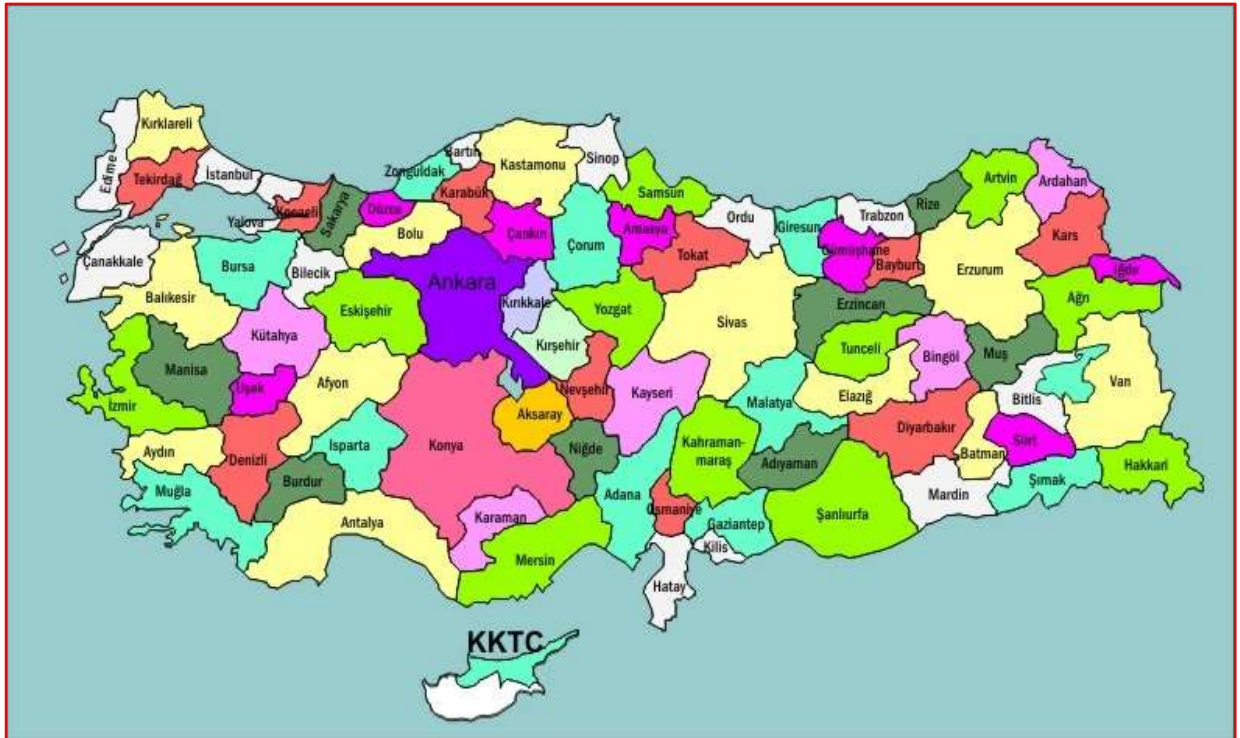 Kırklareli
Edirne
Tekirdağ
İstanbul
Yalova
Kocaeli
Sakarya
Düzce
Zonguldak
Bartın
Karabük
Kastamonu
Sinop
Samsun
Bolu
Çankırı
Çorum
Amasya
Tokat
Ordu
Giresun
Trabzon
Gümüşhane
Bayburt
Rize
Artvin
Ardahan
Kars
Iğdır
Çanakkale
Balıkesir
Bursa
Bilecik
Eskişehir
Ankara
Kırıkkale
Kırşehir
Yozgat
Sivas
Erzincan
Erzurum
Ağrı
Kütahya
Manisa
Uşak
Afyon
İzmir
Aydın
Denizli
Isparta
Burdur
Muğla
Antalya
Konya
Aksaray
Nevşehir
Niğde
Kayseri
Karaman
Mersin
Adana
Kahraman-
maraş
Osmaniye
Hatay
Kilis
Gaziantep
Adıyaman
Malatya
Elazığ
Tunceli
Bingöl
Muş
Bitlis
Van
Diyarbakır
Batman
Siirt
Şanlıurfa
Mardin
Şırnak
Hakkari
KKTC